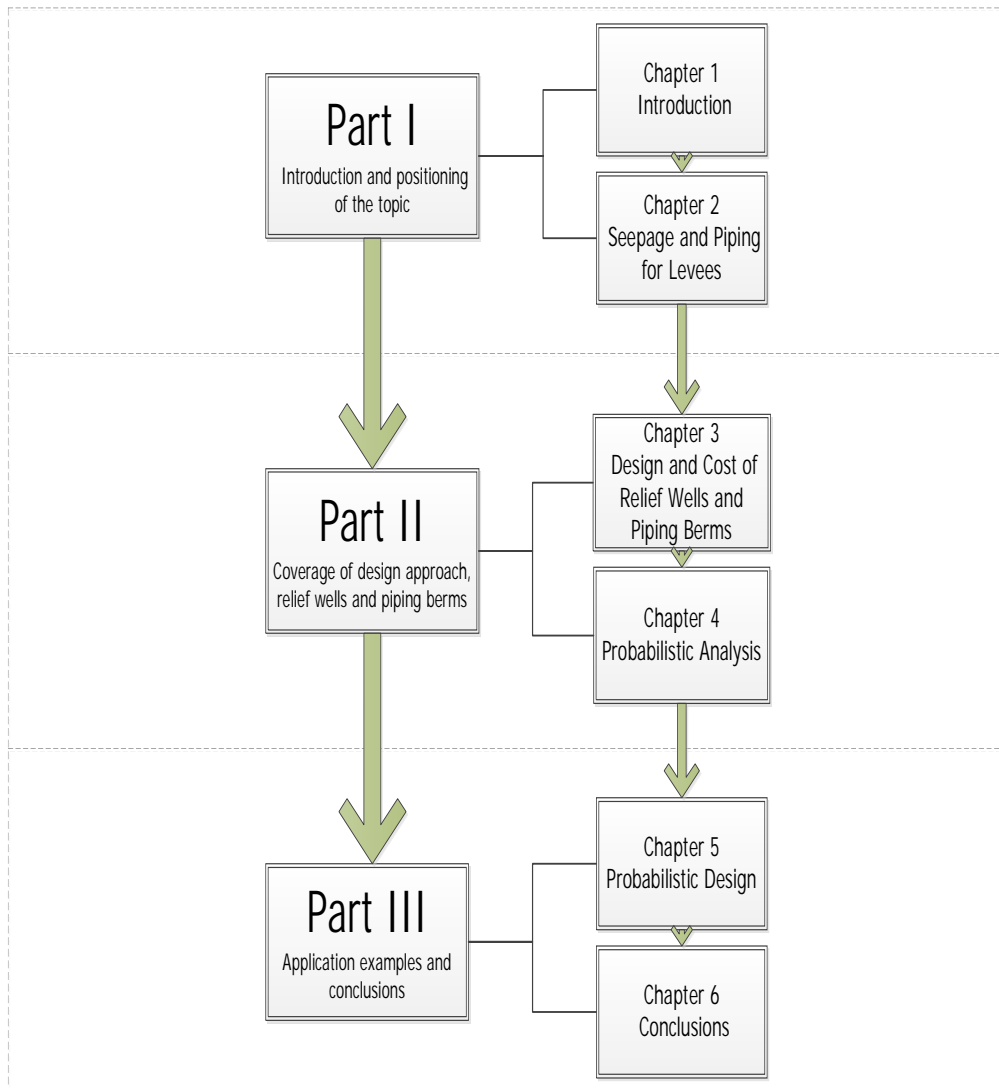 Part I
Introduction and positioning
of the topic
Chapter 1
Introduction
Chapter 2
Seepage and Piping
for Levees
Part II
Coverage of design approach,
relief wells and piping berms
Chapter 3
Design and Cost of
Relief Wells and
Piping Berms
Chapter 4
Probabilistic Analysis
Part III
Application examples and
conclusions
Chapter 5
Probabilistic Design
Chapter 6
Conclusions